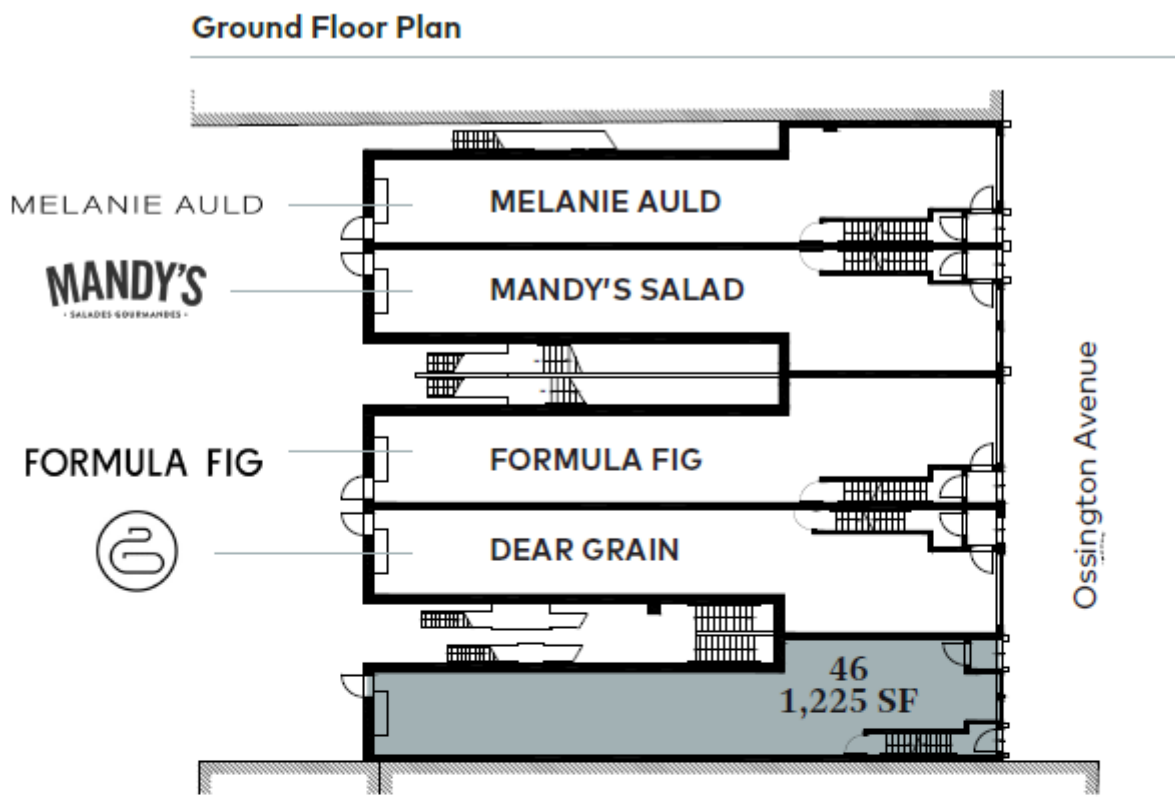 Ground Floor Plan
MELANIE AULD
MELANIE AULD
MANDY'S
• SALADES GOURMANDES •
MANDY'S SALAD
FORMULA FIG
FORMULA FIG
DEAR GRAIN
46
1,225 SF
Ossington Avenue